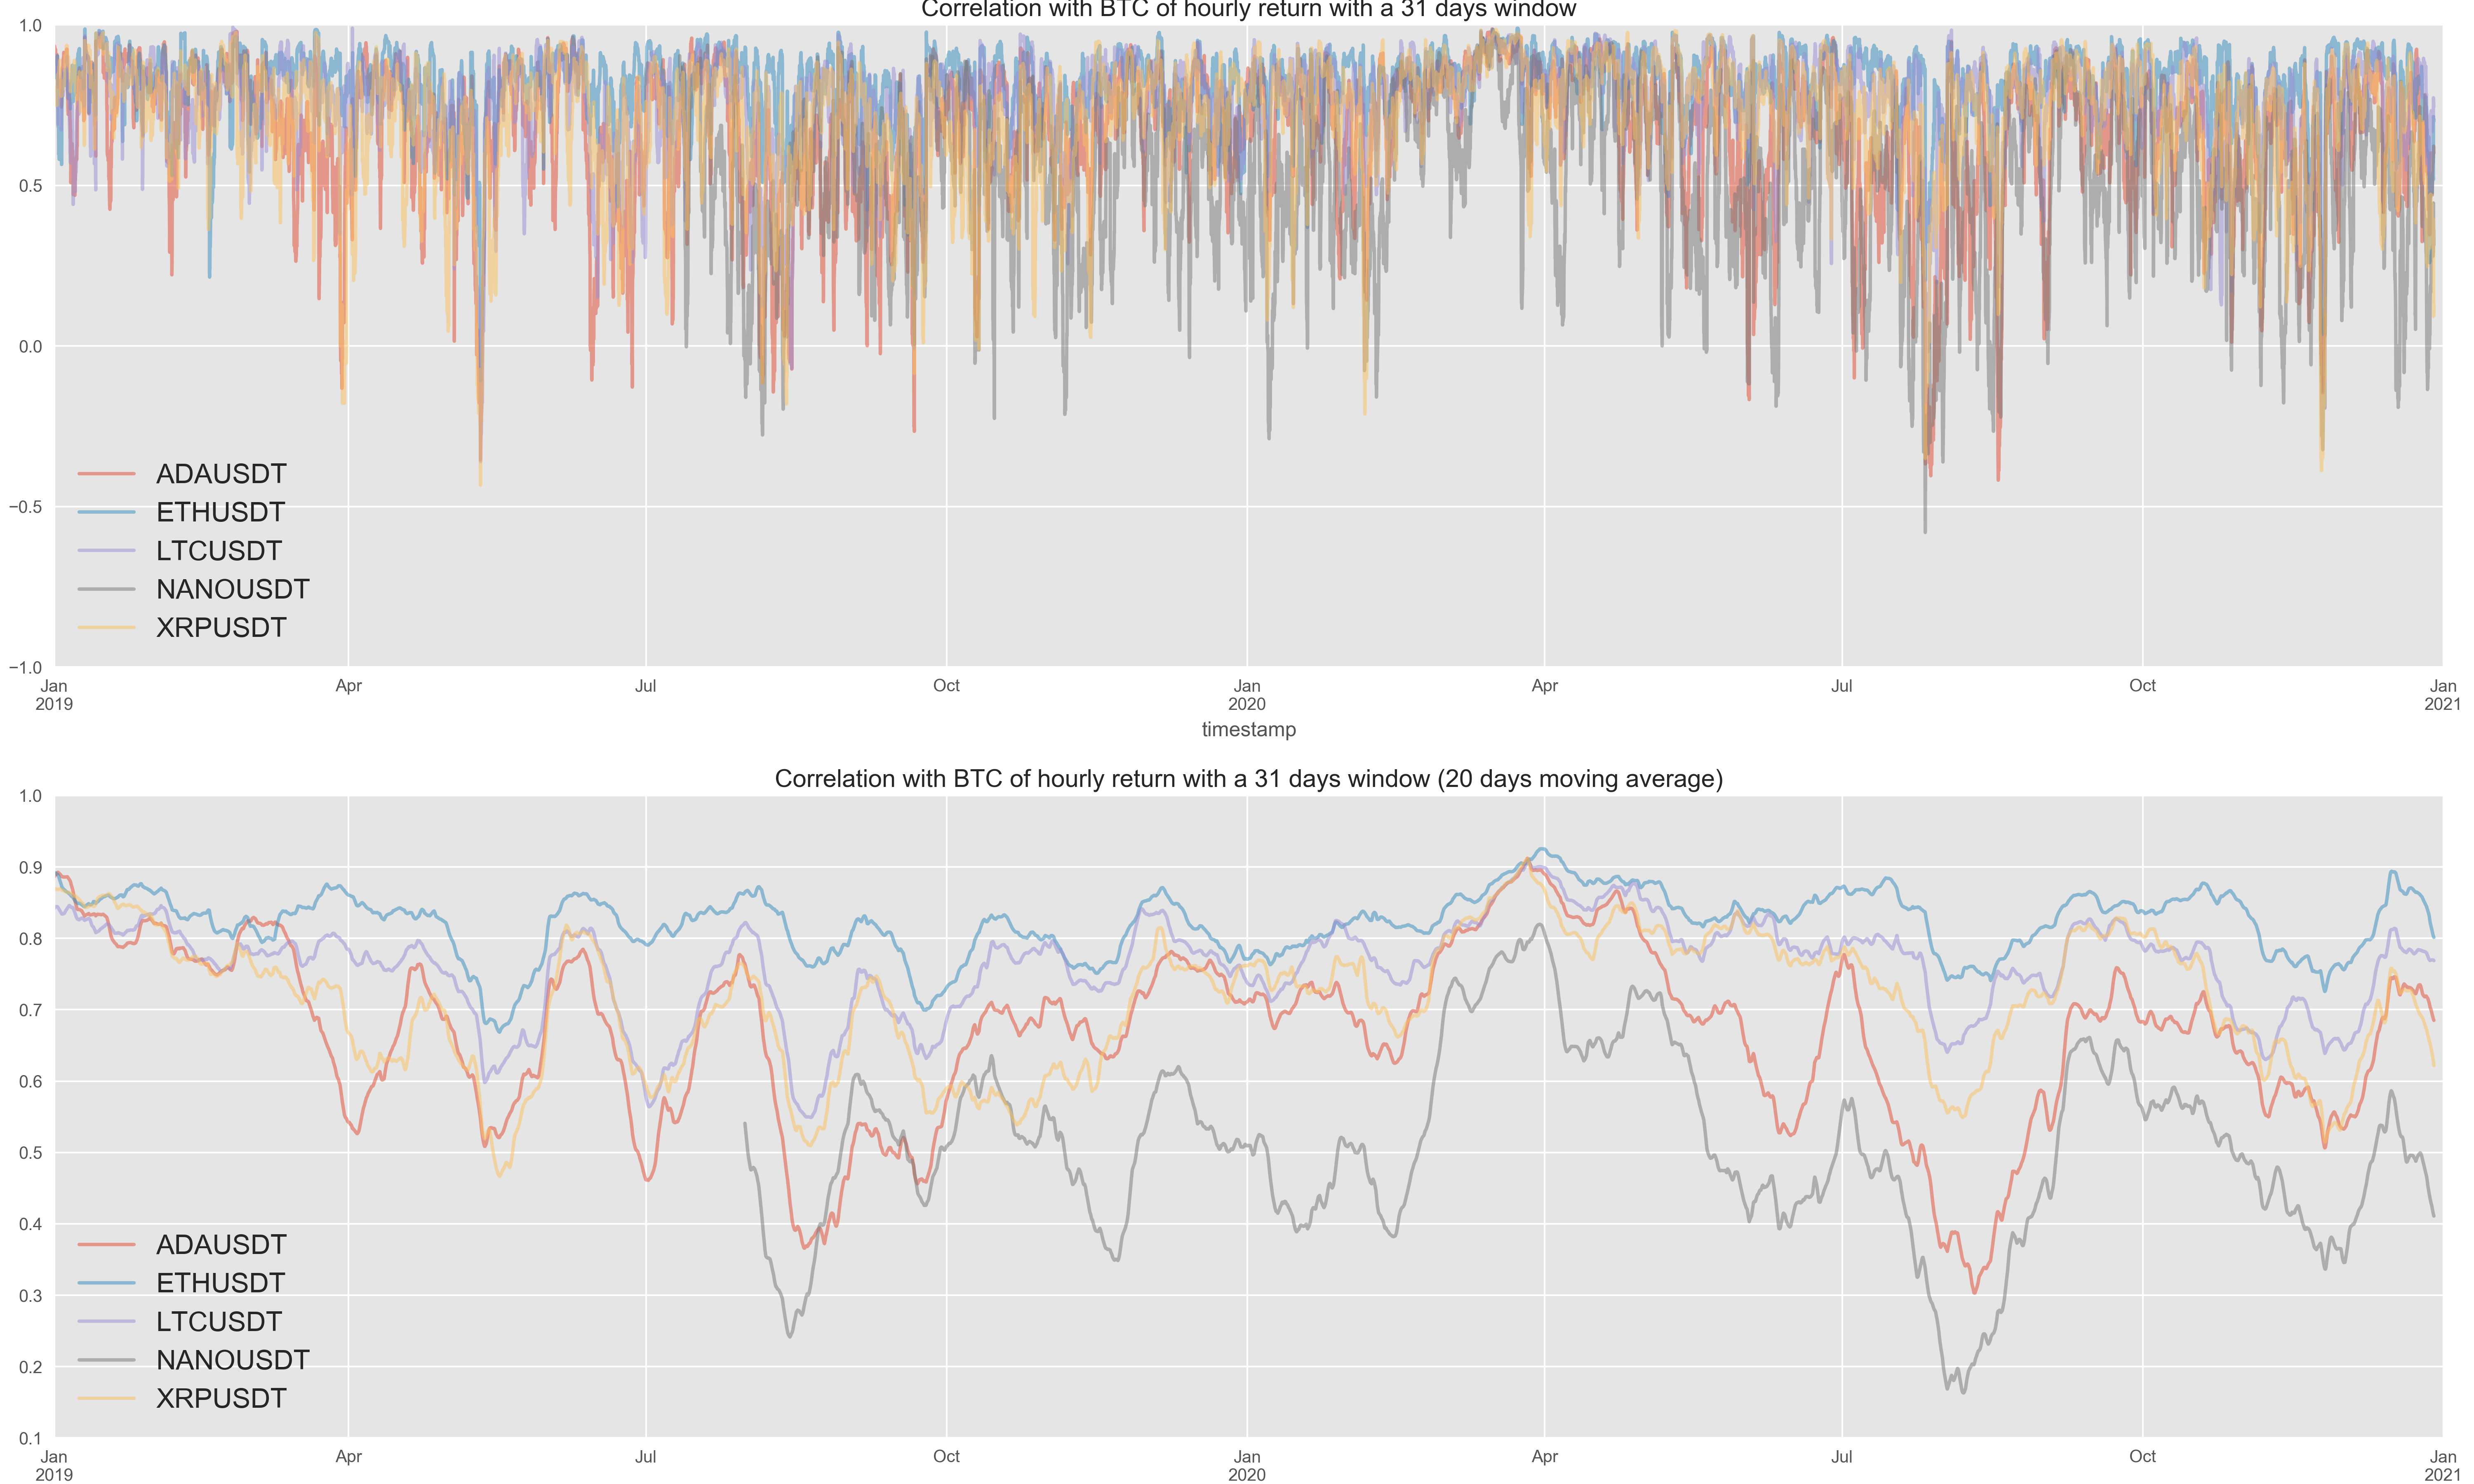 Correlation with BTC of hourly return with a 31 days window
1.0
0.5
0.0
−0.5
−1.0
ADAUSDT
ETHUSDT
LTCUSDT
NANOUSDT
XRPUSDT
Jan Apr Jul Oct Jan Apr Jul Oct Jan
2019 2020 2021
timestamp
Correlation with BTC of hourly return with a 31 days window (20 days moving average)
1.0
0.9
0.8
0.7
0.6
0.5
0.4
0.3
0.2
0.1
ADAUSDT
ETHUSDT
LTCUSDT
NANOUSDT
XRPUSDT
Jan Apr Jul Oct Jan Apr Jul Oct Jan
2019 2020 2021